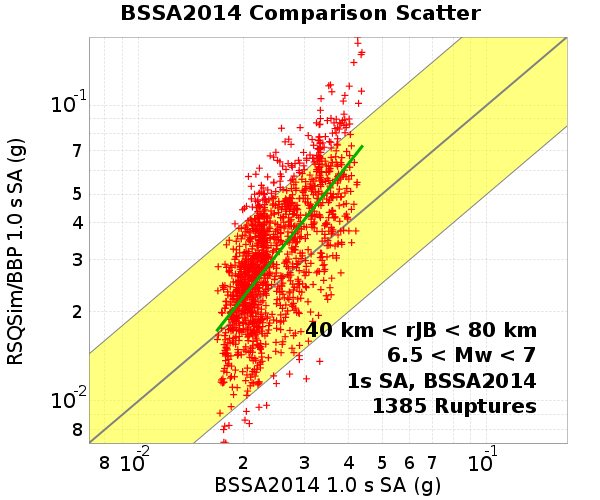 BSSA2014 Comparison Scatter
RSQSim/BBP 1.0 s SA (g)
10-1
7
5
4
3
2
10-2
8
40 km < rJB < 80 km
6.5 < Mw < 7
1s SA, BSSA2014
1385 Ruptures
8 10-2 2 3 4 5 6 7 10-1
BSSA2014 1.0 s SA (g)